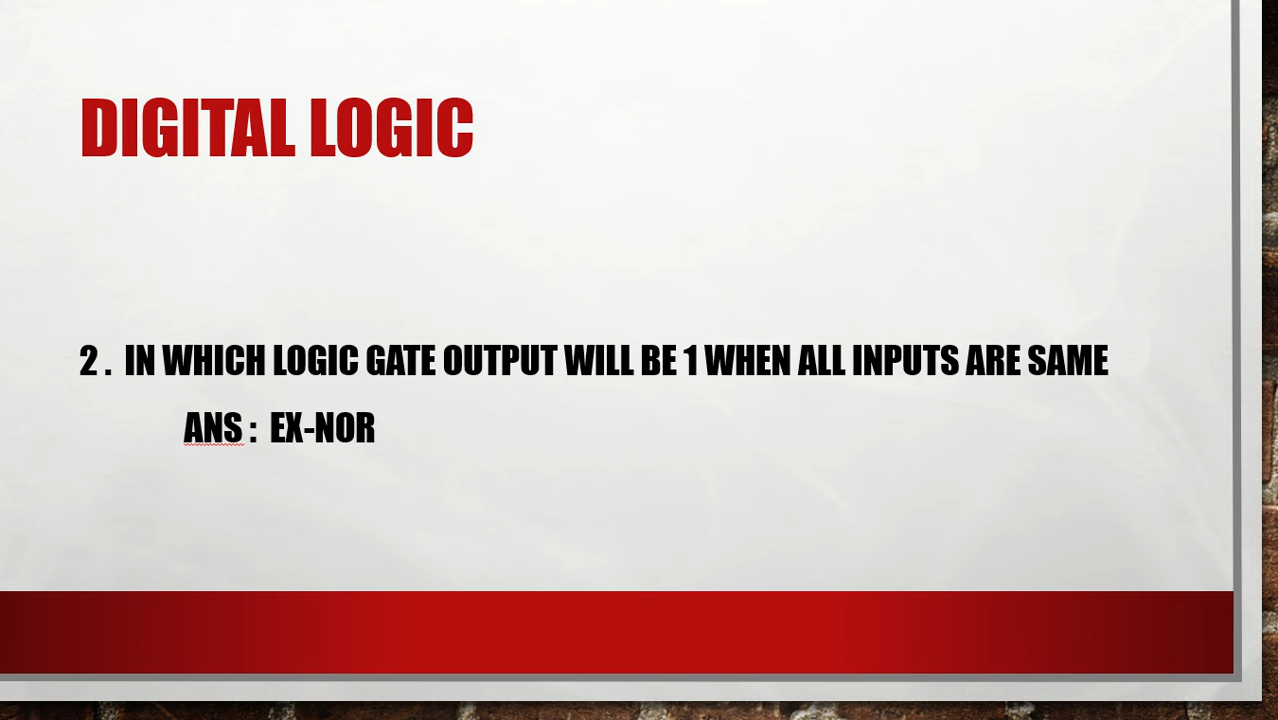 DIGITAL LOGIC
2 . IN WHICH LOGIC GATE OUTPUT WILL BE 1 WHEN ALL INPUTS ARE SAME
ANS : EX-NOR